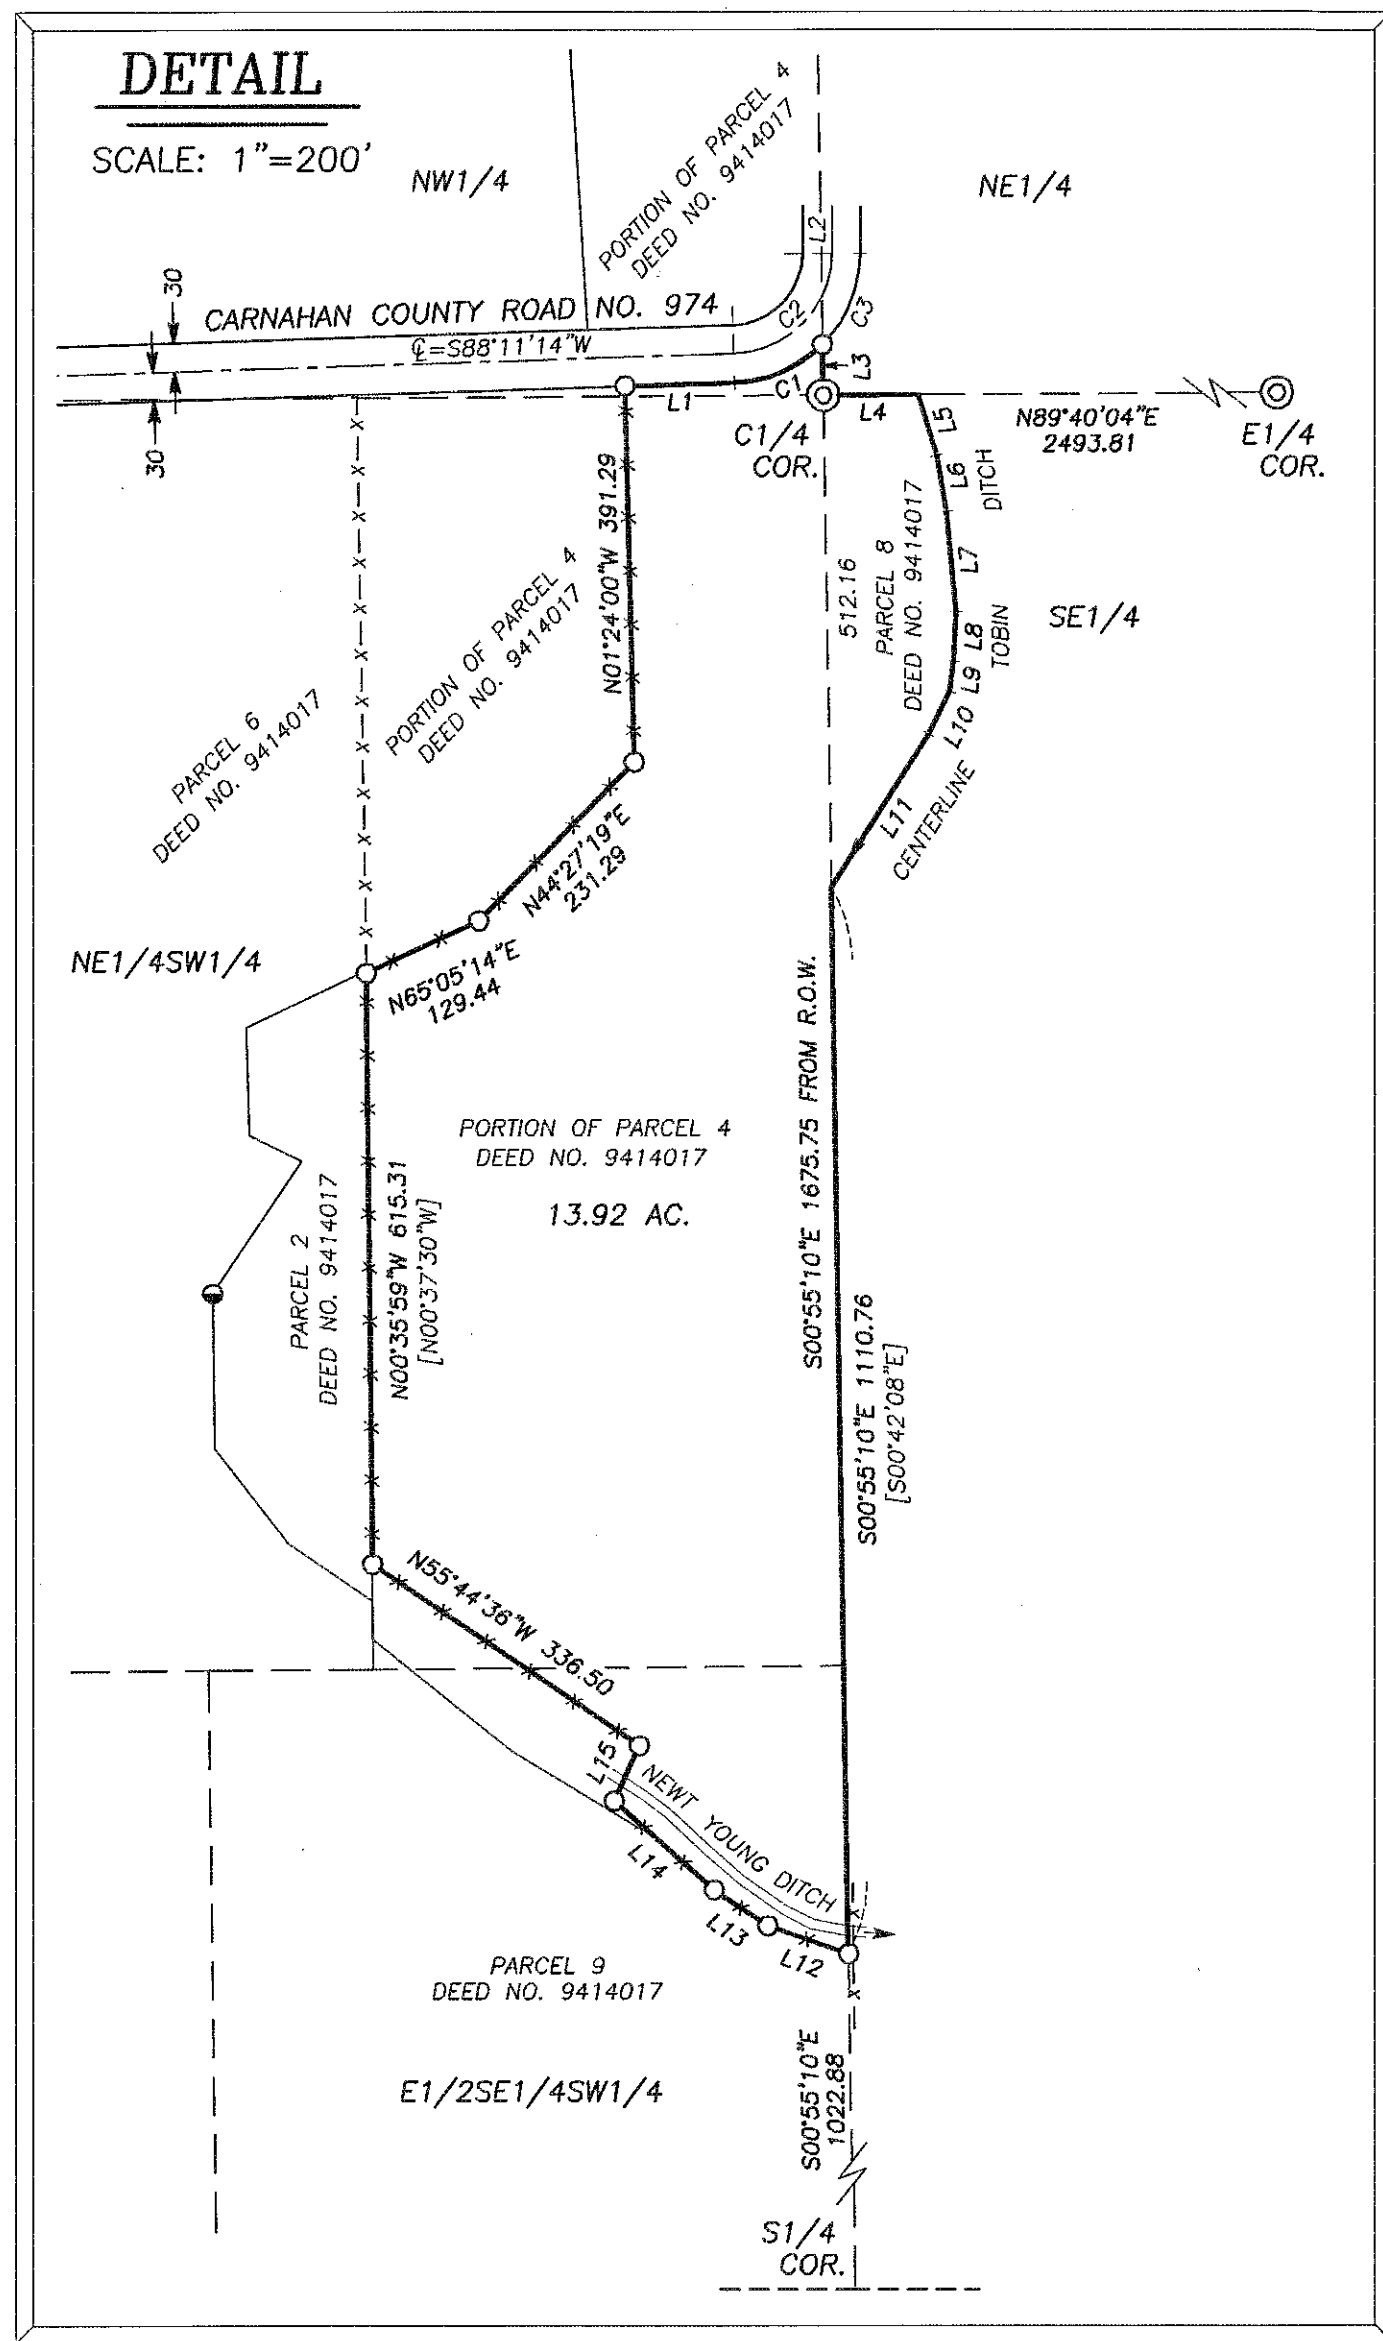 DETAIL
SCALE: 1"=200'
NW1/4
PORTION OF PARCEL 4
DEED NO. 9414017
NE1/4
L2
30
CARNAHAN COUNTY ROAD NO. 974
C2
C3
℄=S88°11'14"W
L3
L1
C1
30
C1/4
COR.
L4
L5
N89°40'04"E
2493.81
E1/4
COR.
L6
DITCH
N01°24'00"W 391.29
L7
512.16
PARCEL 8
DEED NO. 9414017
SE1/4
L8
TOBIN
L9
L10
PORTION OF PARCEL 4
DEED NO. 9414017
PARCEL 6
DEED NO. 9414017
L11
CENTERLINE
N44°27'19"E
231.29
NE1/4SW1/4
N65°05'14"E
129.44
S00°55'10"E 1675.75 FROM R.O.W.
PORTION OF PARCEL 4
DEED NO. 9414017
13.92 AC.
PARCEL 2
DEED NO. 9414017
N00°35'59"W 615.31
[N00°37'30"W]
S00°55'10"E 1110.76
[S00°42'08"E]
N55°44'36"W 336.50
L15
NEWT YOUNG DITCH
L14
L13
L12
PARCEL 9
DEED NO. 9414017
E1/2SE1/4SW1/4
S00°55'10"E
1022.88
S1/4
COR.